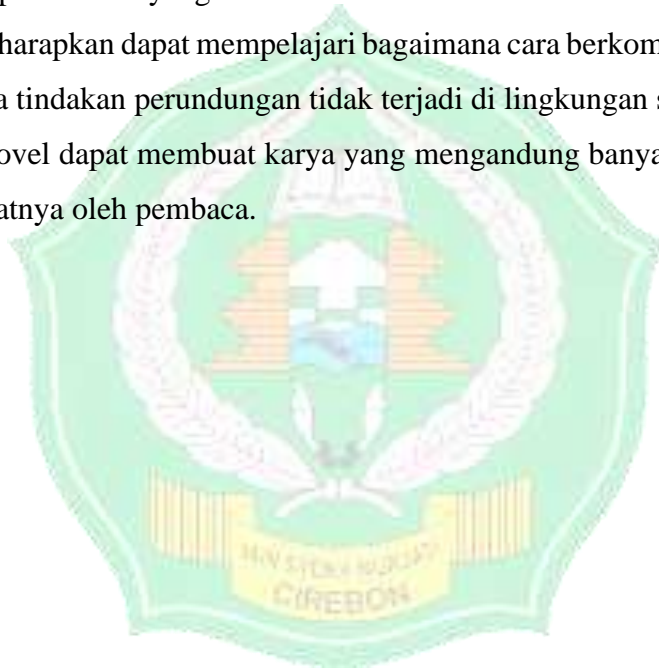 harapkan dapat mempelajari bagaimana cara berkom
a tindakan perundungan tidak terjadi di lingkungan s
ovel dapat membuat karya yang mengandung banya
atnya oleh pembaca.
CIREBON